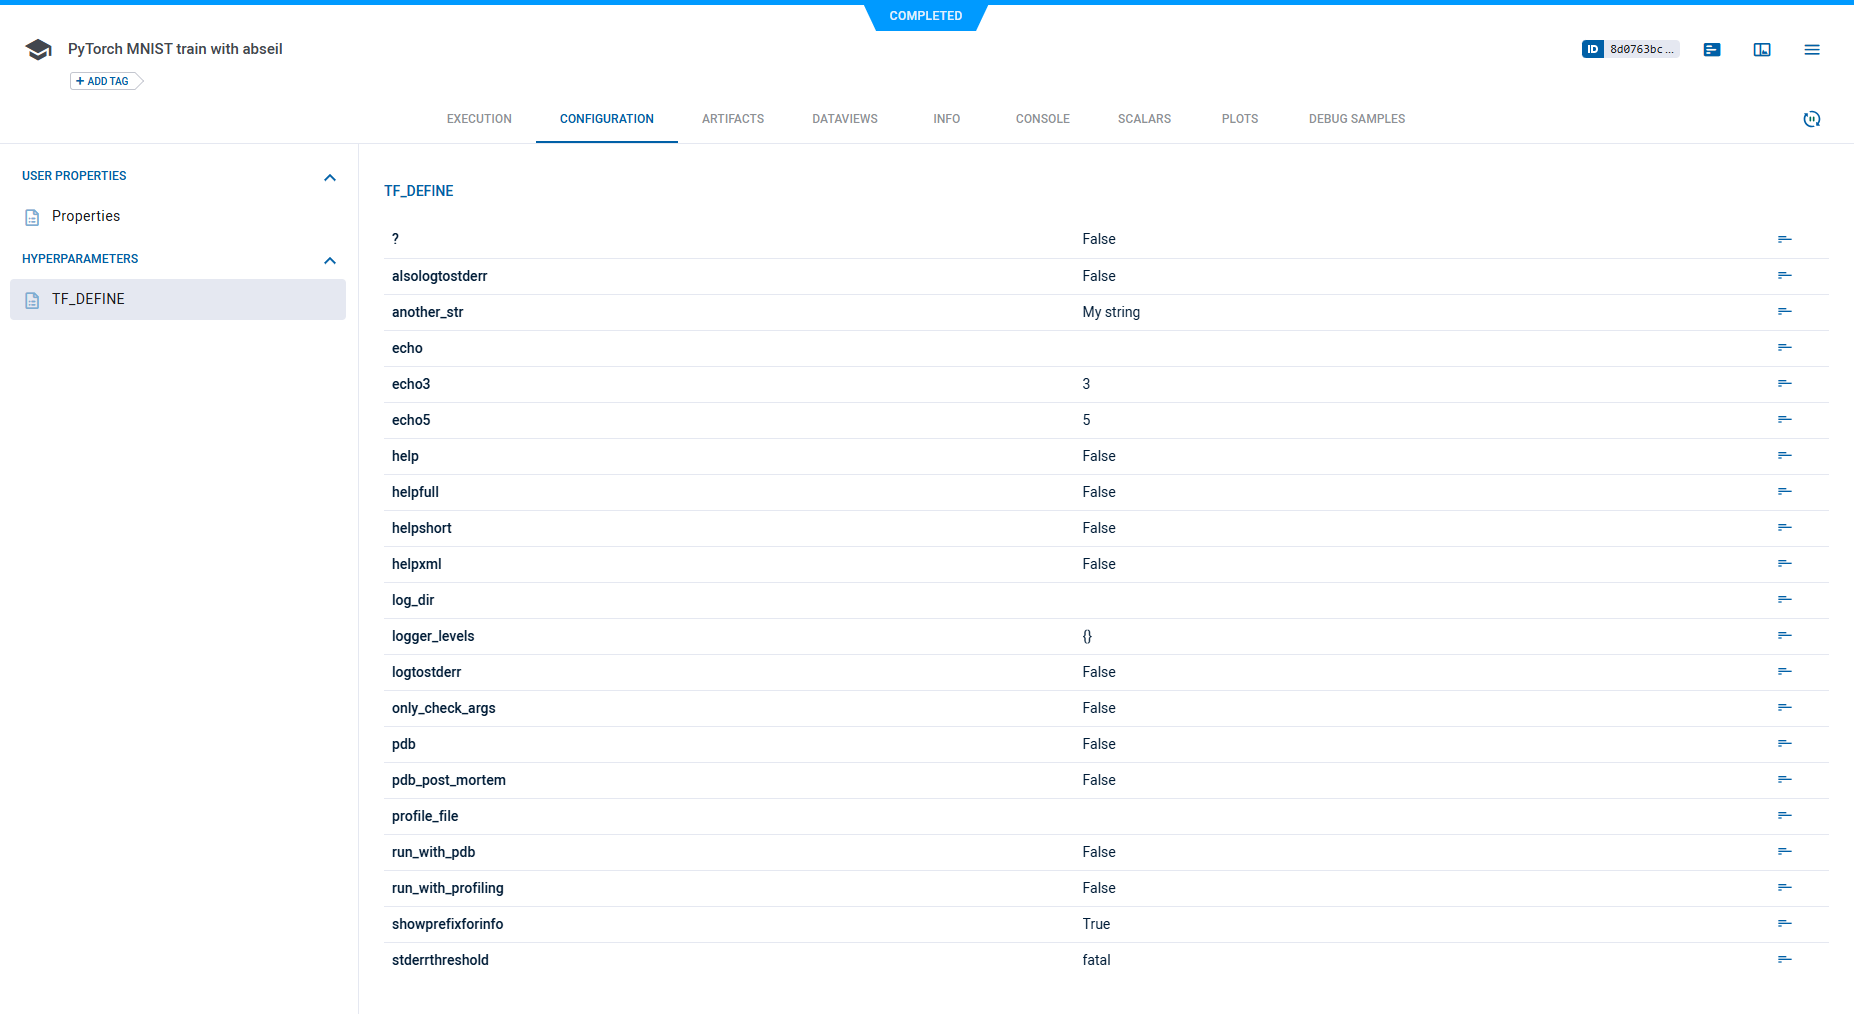 COMPLETED
PyTorch MNIST train with abseil
ID 8d0763bc ...
+ ADD TAG
EXECUTION CONFIGURATION ARTIFACTS DATAVIEWS INFO CONSOLE SCALARS PLOTS DEBUG SAMPLES
USER PROPERTIES
Properties
HYPERPARAMETERS
TF_DEFINE
TF_DEFINE
? False
alsologtostderr False
another_str My string
echo
echo3 3
echo5 5
help False
helpfull False
helpshort False
helpxml False
log_dir
logger_levels {}
logtostderr False
only_check_args False
pdb False
pdb_post_mortem False
profile_file
run_with_pdb False
run_with_profiling False
showprefixforinfo True
stderrthreshold fatal